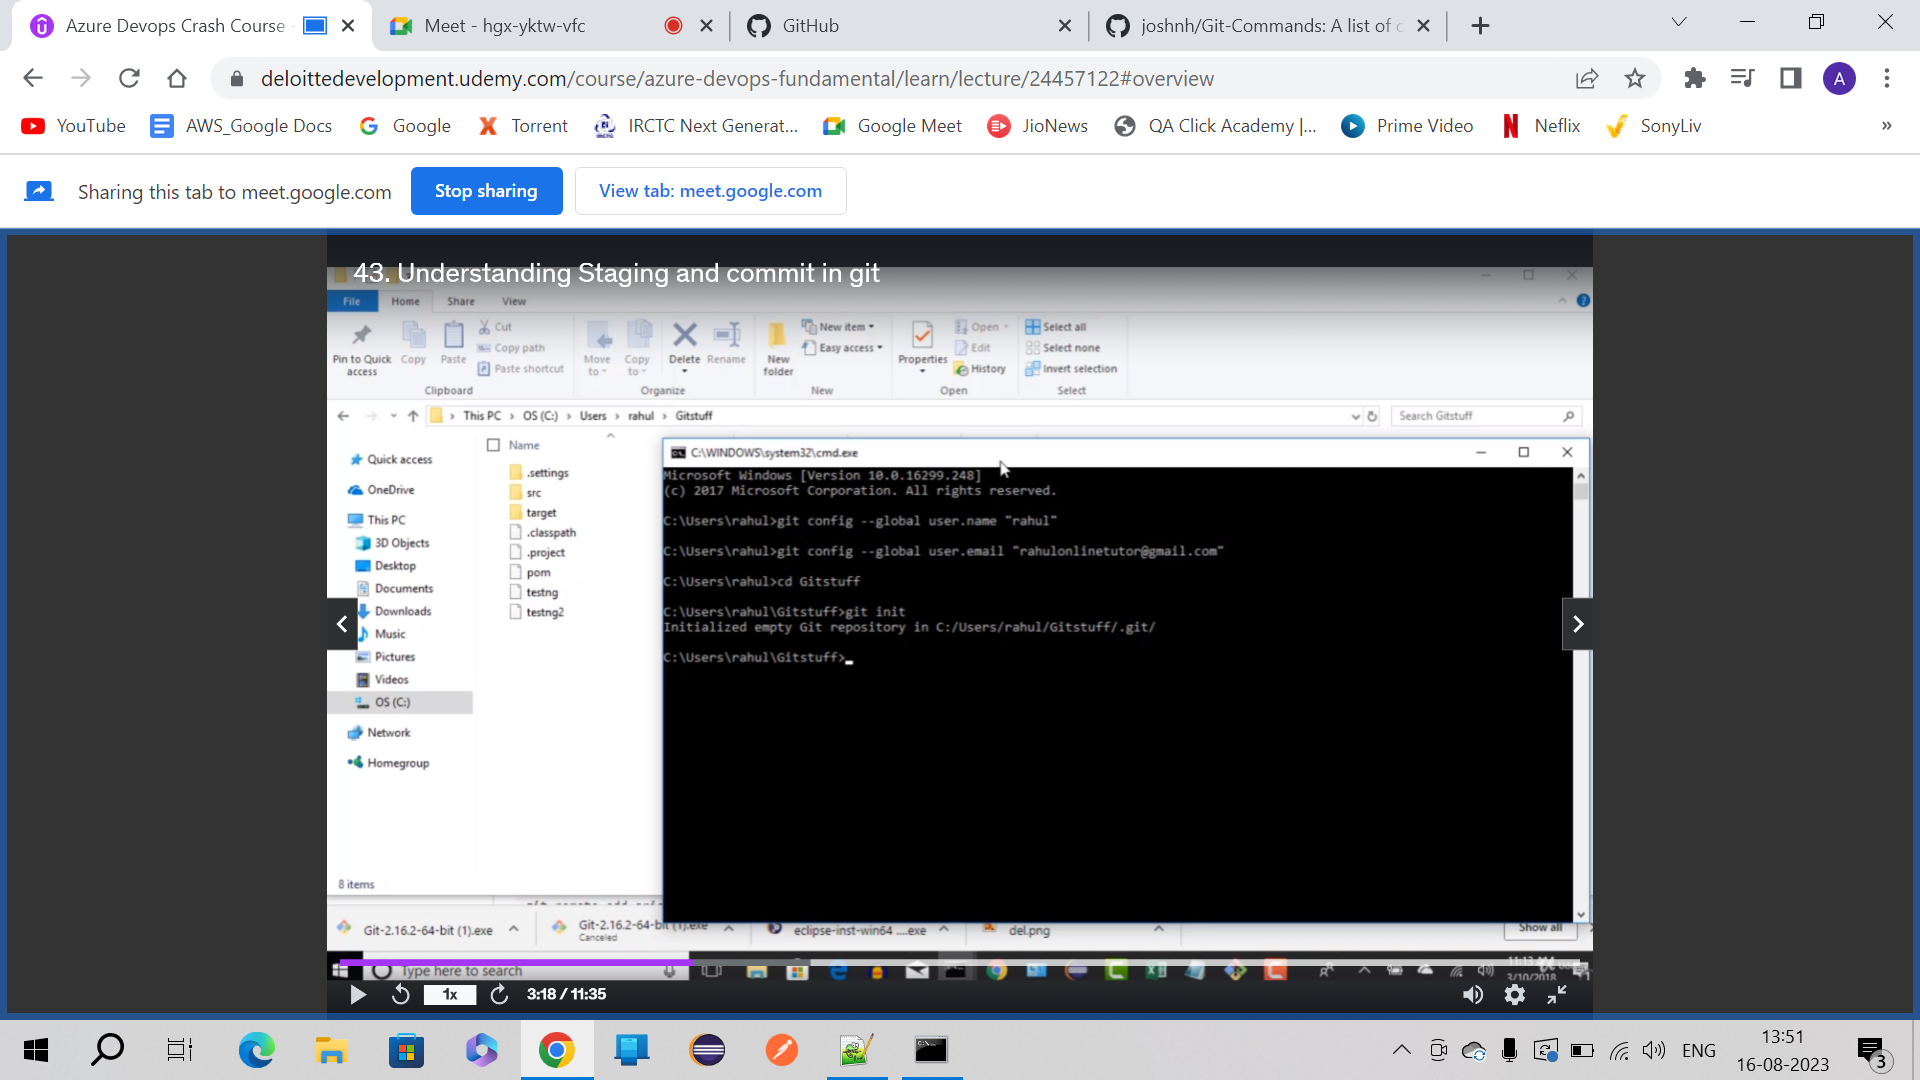 Azure Devops Crash Course
Meet - hgx-yktw-vfc
GitHub
joshnh/Git-Commands: A list of c
deloittedevelopment.udemy.com/course/azure-devops-fundamental/learn/lecture/24457122#overview
A
YouTube
AWS_Google Docs
Google
Torrent
IRCTC Next Generat...
Google Meet
JioNews
QA Click Academy |...
Prime Video
Neflix
SonyLiv
»
Sharing this tab to meet.google.com
Stop sharing
View tab: meet.google.com
43. Understanding Staging and commit in git
File Home Share View
Pin to Quick access
Copy
Paste
Cut
Copy path
Paste shortcut
Clipboard
Move to
Copy to
Delete
Rename
Organize
New folder
New item
Easy access
New
Properties
Open
Edit
History
Open
Select all
Select none
Invert selection
Select
This PC > OS (C:) > Users > rahul > Gitstuff
Search Gitstuff
Quick access
OneDrive
This PC
3D Objects
Desktop
Documents
Downloads
Music
Pictures
Videos
OS (C:)
Network
Homegroup
Name
.settings
src
target
.classpath
.project
pom
testng
testng2
8 items
C:\WINDOWS\system32\cmd.exe
Microsoft Windows [Version 10.0.16299.248]
(c) 2017 Microsoft Corporation. All rights reserved.
C:\Users\rahul>git config --global user.name "rahul"
C:\Users\rahul>git config --global user.email "rahulonlinetutor@gmail.com"
C:\Users\rahul>cd Gitstuff
C:\Users\rahul\Gitstuff>git init
Initialized empty Git repository in C:/Users/rahul/Gitstuff/.git/
C:\Users\rahul\Gitstuff>_
Git-2.16.2-64-bit (1).exe
Git-2.16.2-64-bit (1).exe
Canceled
eclipse-inst-win64 ....exe
del.png
Show all
Type here to search
3/10/2018
1x
3:18 / 11:35
ENG
13:51
16-08-2023
3